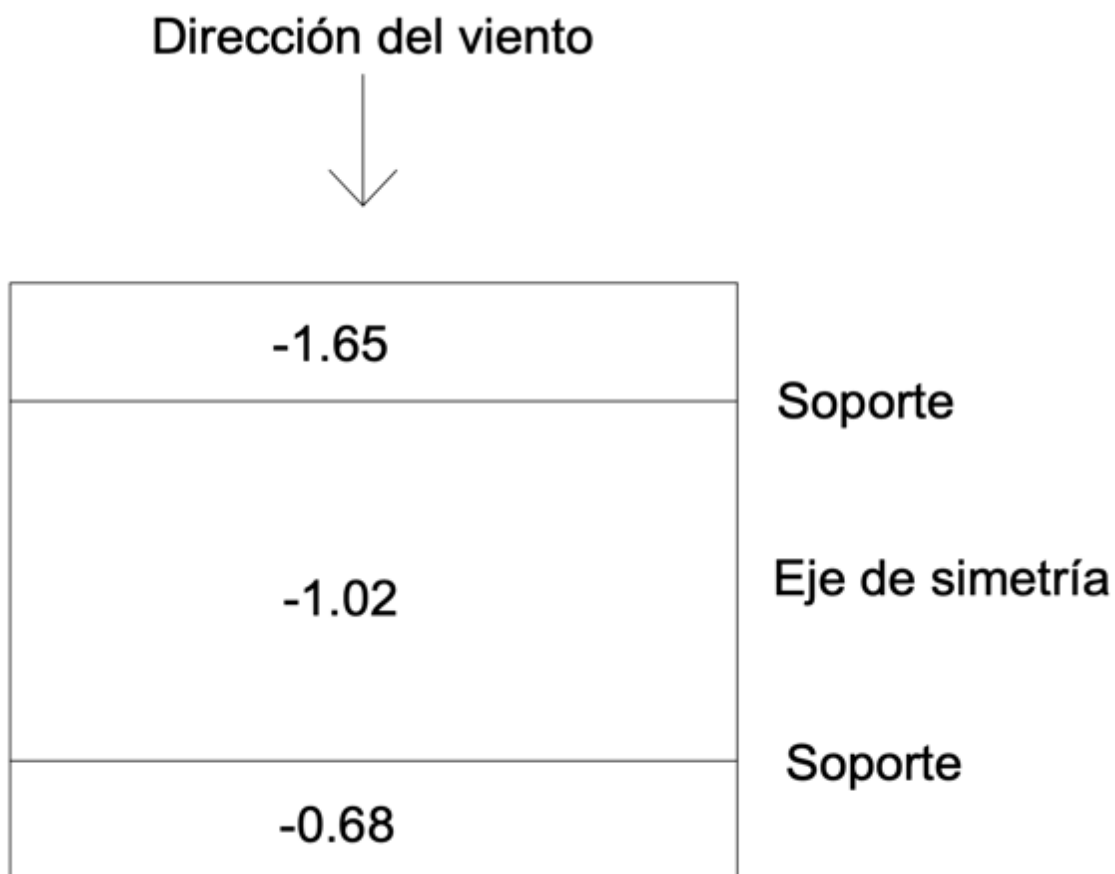 Dirección del viento
-1.65
Soporte
Eje de simetría
-1.02
Soporte
-0.68